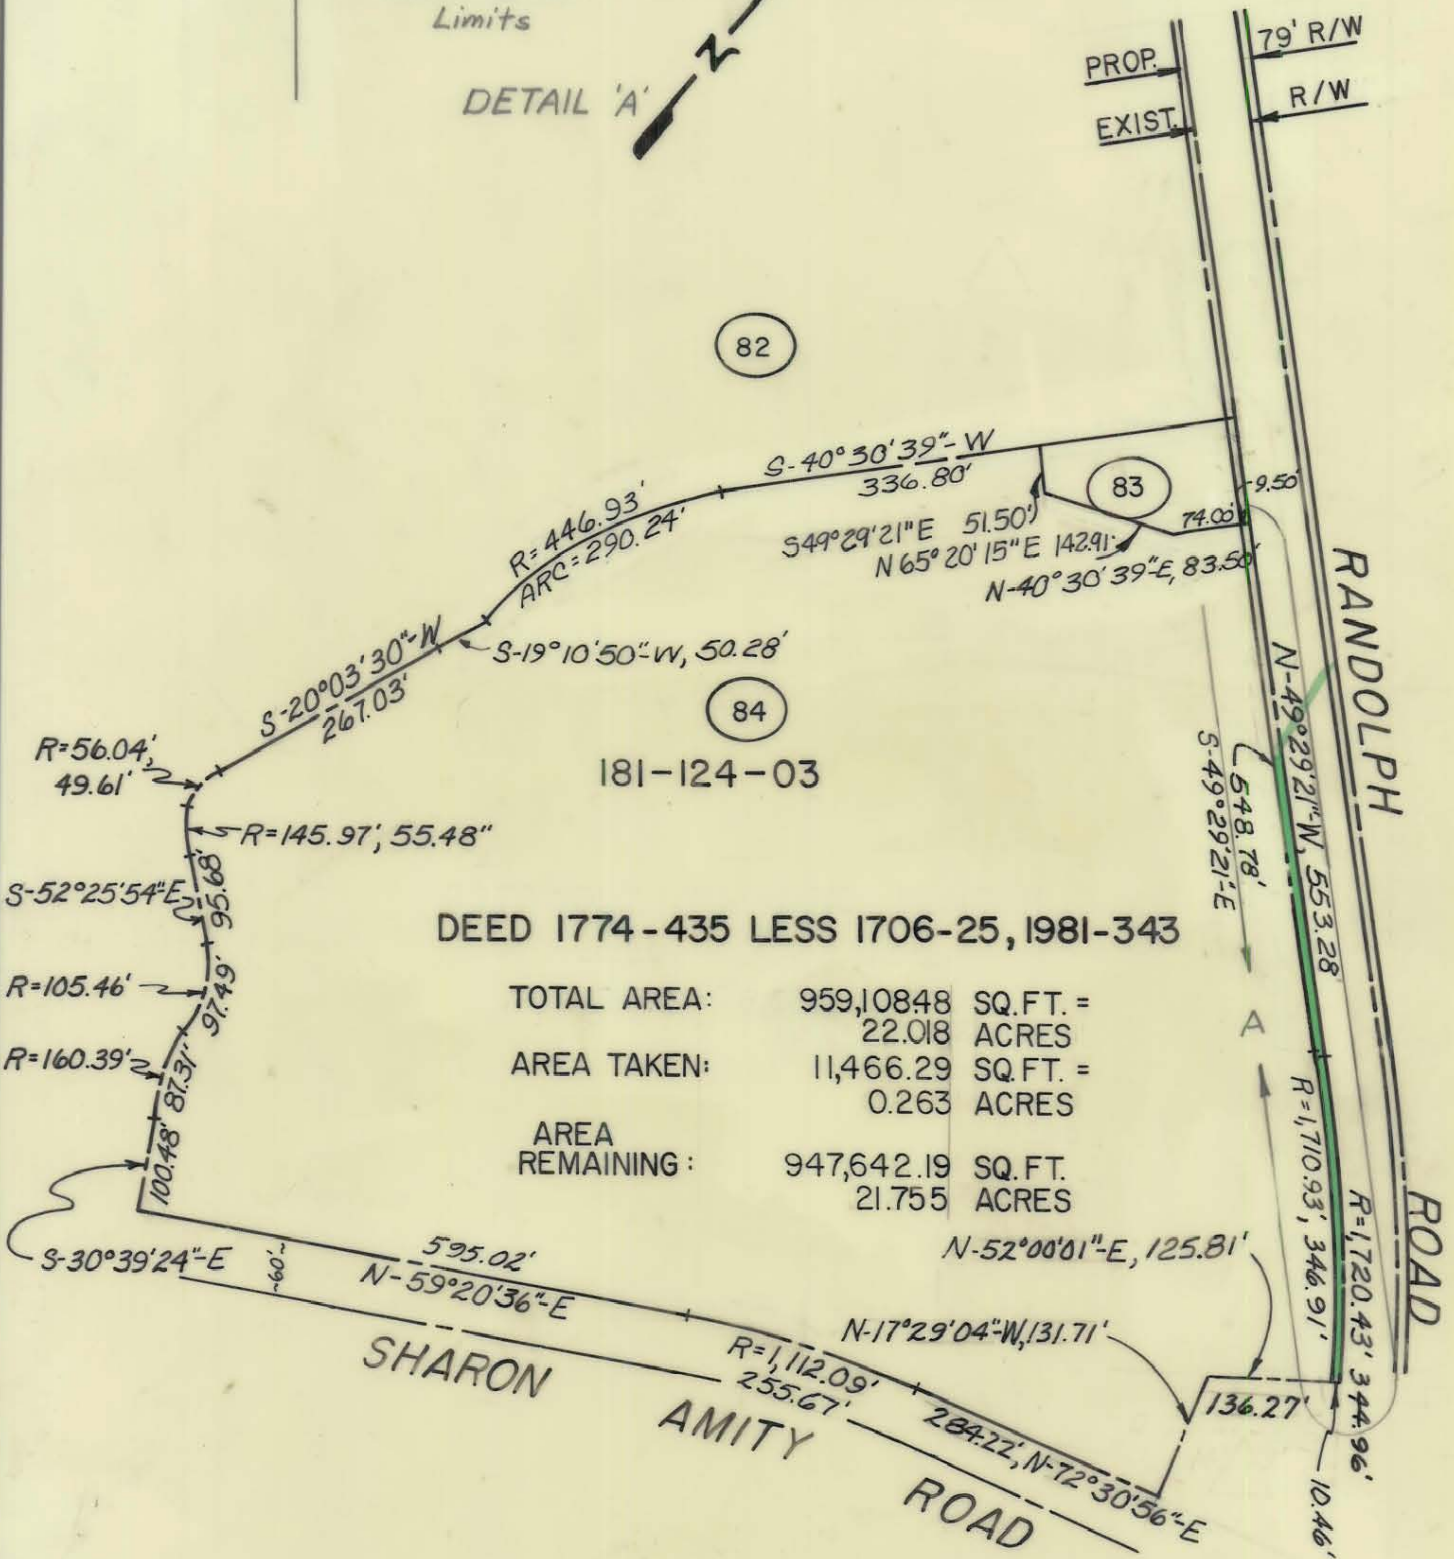 Limits
DETAIL 'A'
N
PROP.
EXIST.
79' R/W
R/W
82
S-40°30'39"-W
336.80'
83
9.50'
74.00'
S49°29'21"E 51.50'
N65°20'15"E 142.91'
N-40°30'39"-E, 83.50'
R=446.93'
ARC=290.24'
S-19°10'50"-W, 50.28'
S-20°03'30"-W
267.03'
84
181-124-03
R=56.04',
49.61'
R=145.97', 55.48"
S-52°25'54"E
95.68'
R=105.46'
97.49'
R=160.39'
87.31'
100.48'
S-30°39'24"-E
RANDOLPH
ROAD
N-49°29'21"-W, 553.28
548.78'
S-49°29'21"-E
A
R=1,710.93', 346.91'
R=1,720.43' 344.96'
DEED 1774-435 LESS 1706-25, 1981-343
TOTAL AREA: 959,108.48 SQ.FT. =
22.018 ACRES
AREA TAKEN: 11,466.29 SQ.FT. =
0.263 ACRES
AREA
REMAINING: 947,642.19 SQ.FT.
21.755 ACRES
N-52°00'01"-E, 125.81'
N-17°29'04"-W, 131.71'
136.27'
10.46'
60'
595.02'
N-59°20'36"-E
R=1,112.09'
255.67'
284.22', N-72°30'56"-E
SHARON
AMITY
ROAD